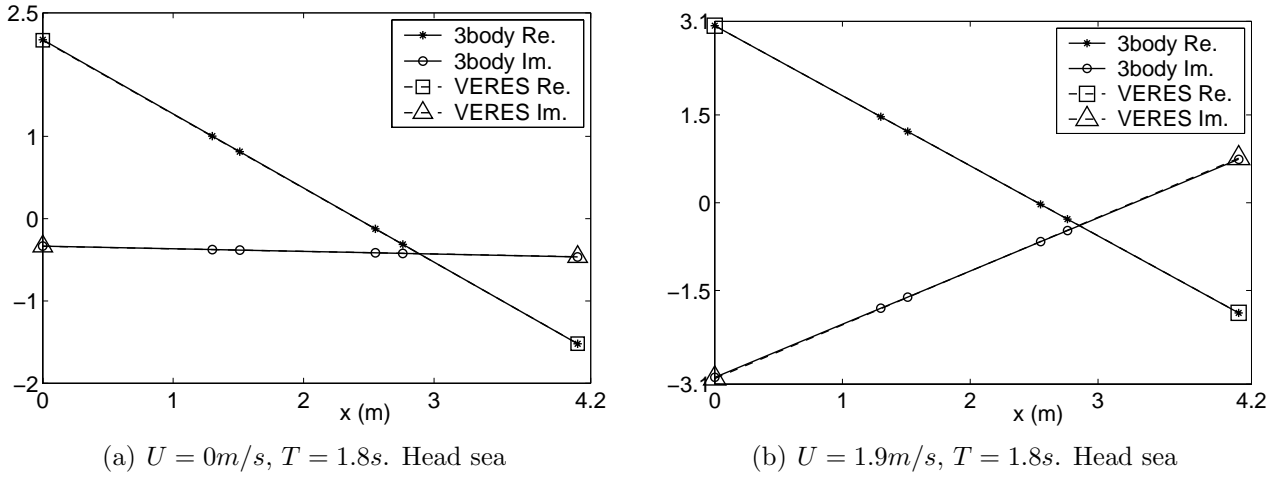 2.5
1
0
−1
−2
0
1
2
3
4.2
x (m)
3body Re.
3body Im.
VERES Re.
VERES Im.
(a) U = 0m/s, T = 1.8s. Head sea
3.1
1.5
0
−1.5
−3.1
0
1
2
3
4.2
x (m)
3body Re.
3body Im.
VERES Re.
VERES Im.
(b) U = 1.9m/s, T = 1.8s. Head sea